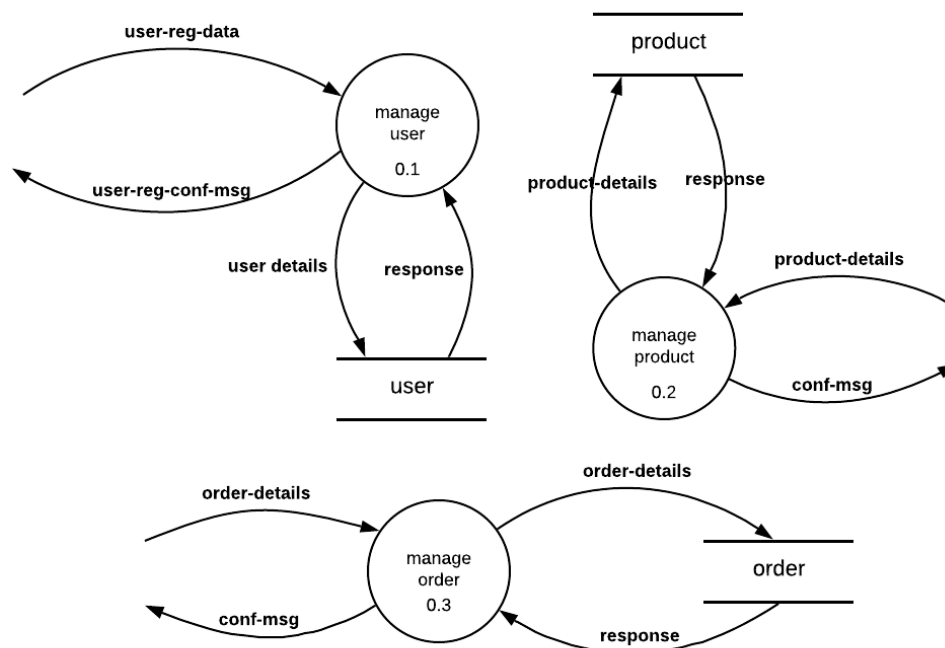 user-reg-data
manage
user
0.1
user-reg-conf-msg
user details
response
user
product
product-details
response
manage
product
0.2
product-details
conf-msg
order-details
manage
order
0.3
conf-msg
order-details
order
response